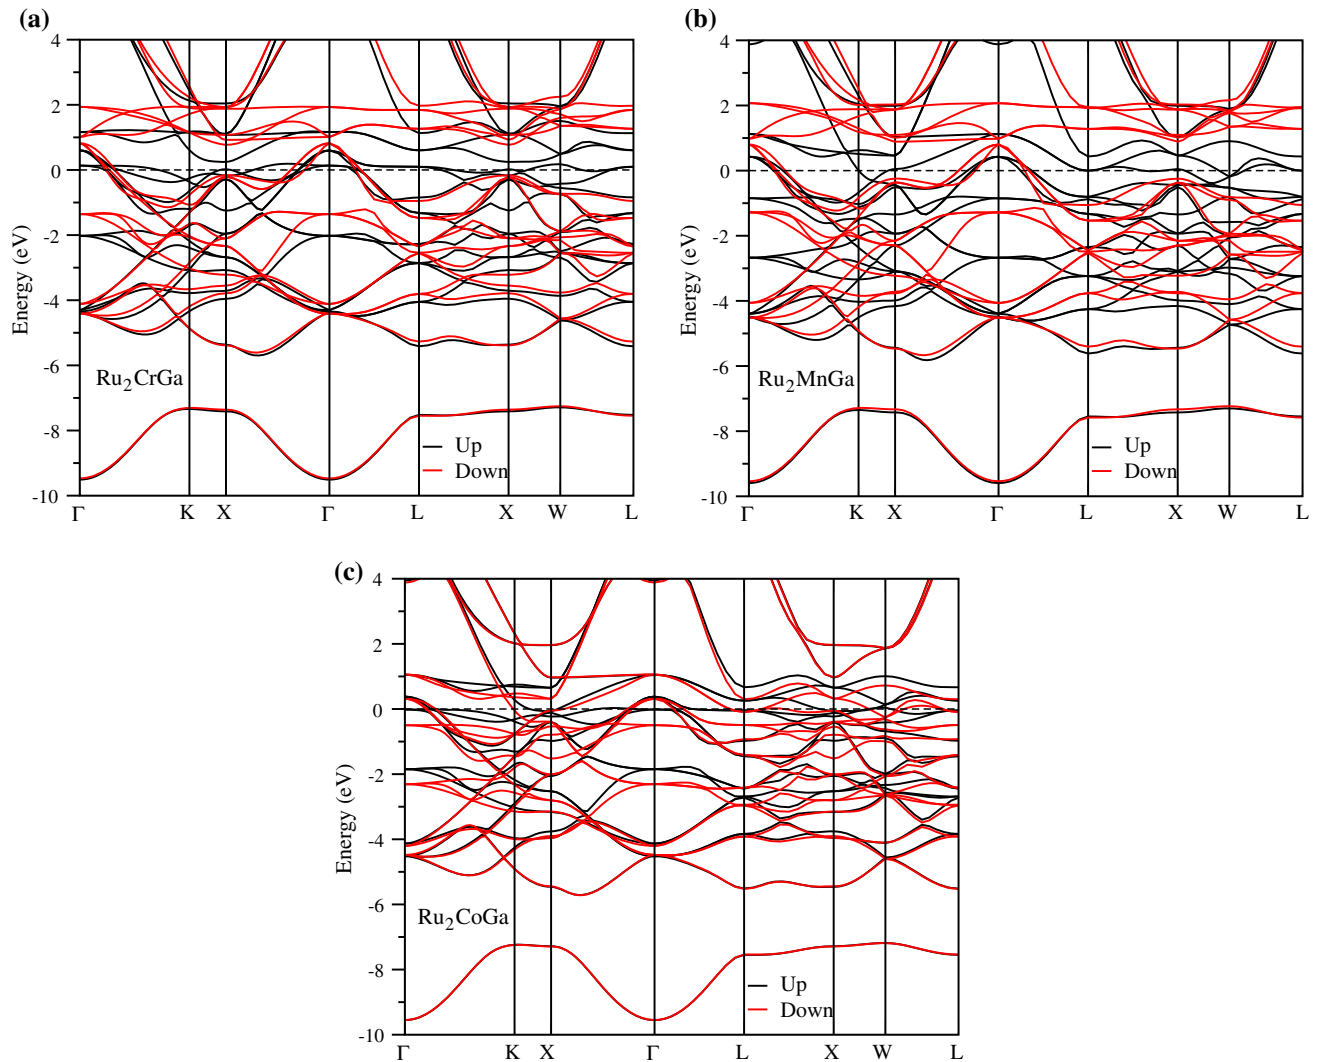 (a)
4
2
0
-2
-4
-6
-8
-10
Energy (eV)
Ru2CrGa
Up
Down
Γ K X Γ L X W L
(b)
4
2
0
-2
-4
-6
-8
-10
Energy (eV)
Ru2MnGa
Up
Down
Γ K X Γ L X W L
(c)
4
2
0
-2
-4
-6
-8
-10
Energy (eV)
Ru2CoGa
Up
Down
Γ K X Γ L X W L